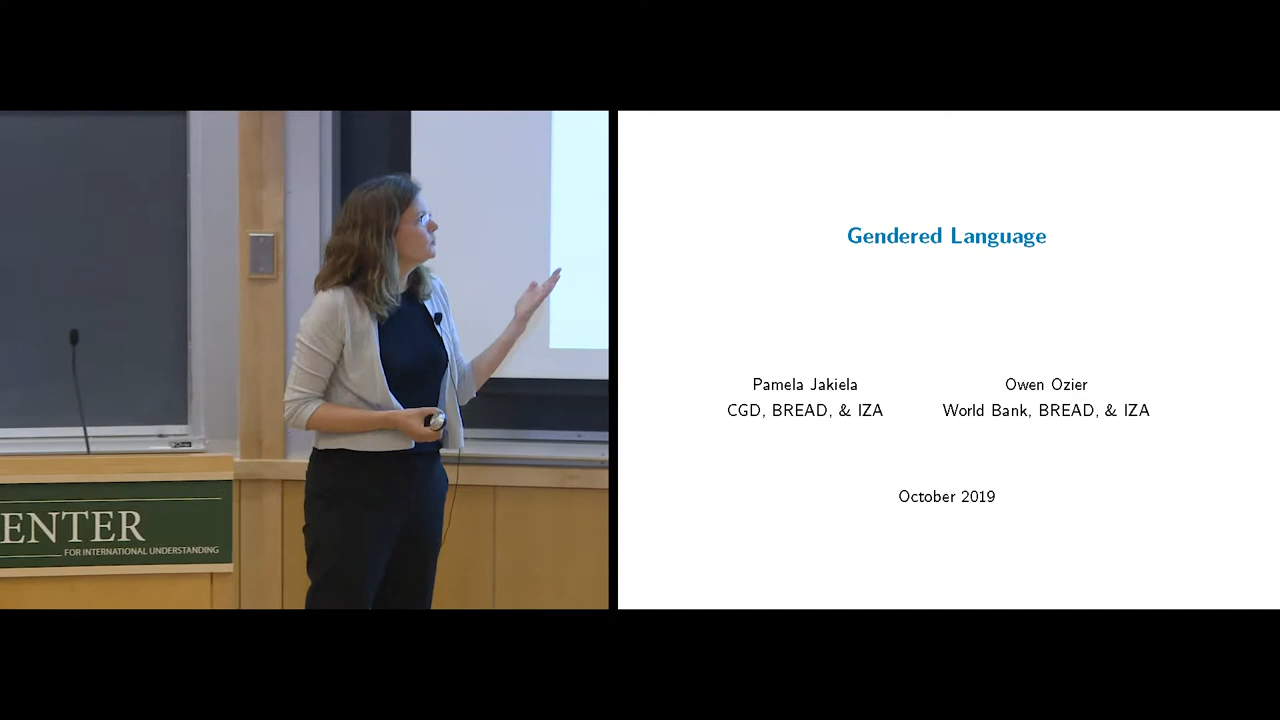 ENTER
FOR INTERNATIONAL UNDERSTANDING
Gendered Language
Pamela Jakiela
CGD, BREAD, & IZA
Owen Ozier
World Bank, BREAD, & IZA
October 2019